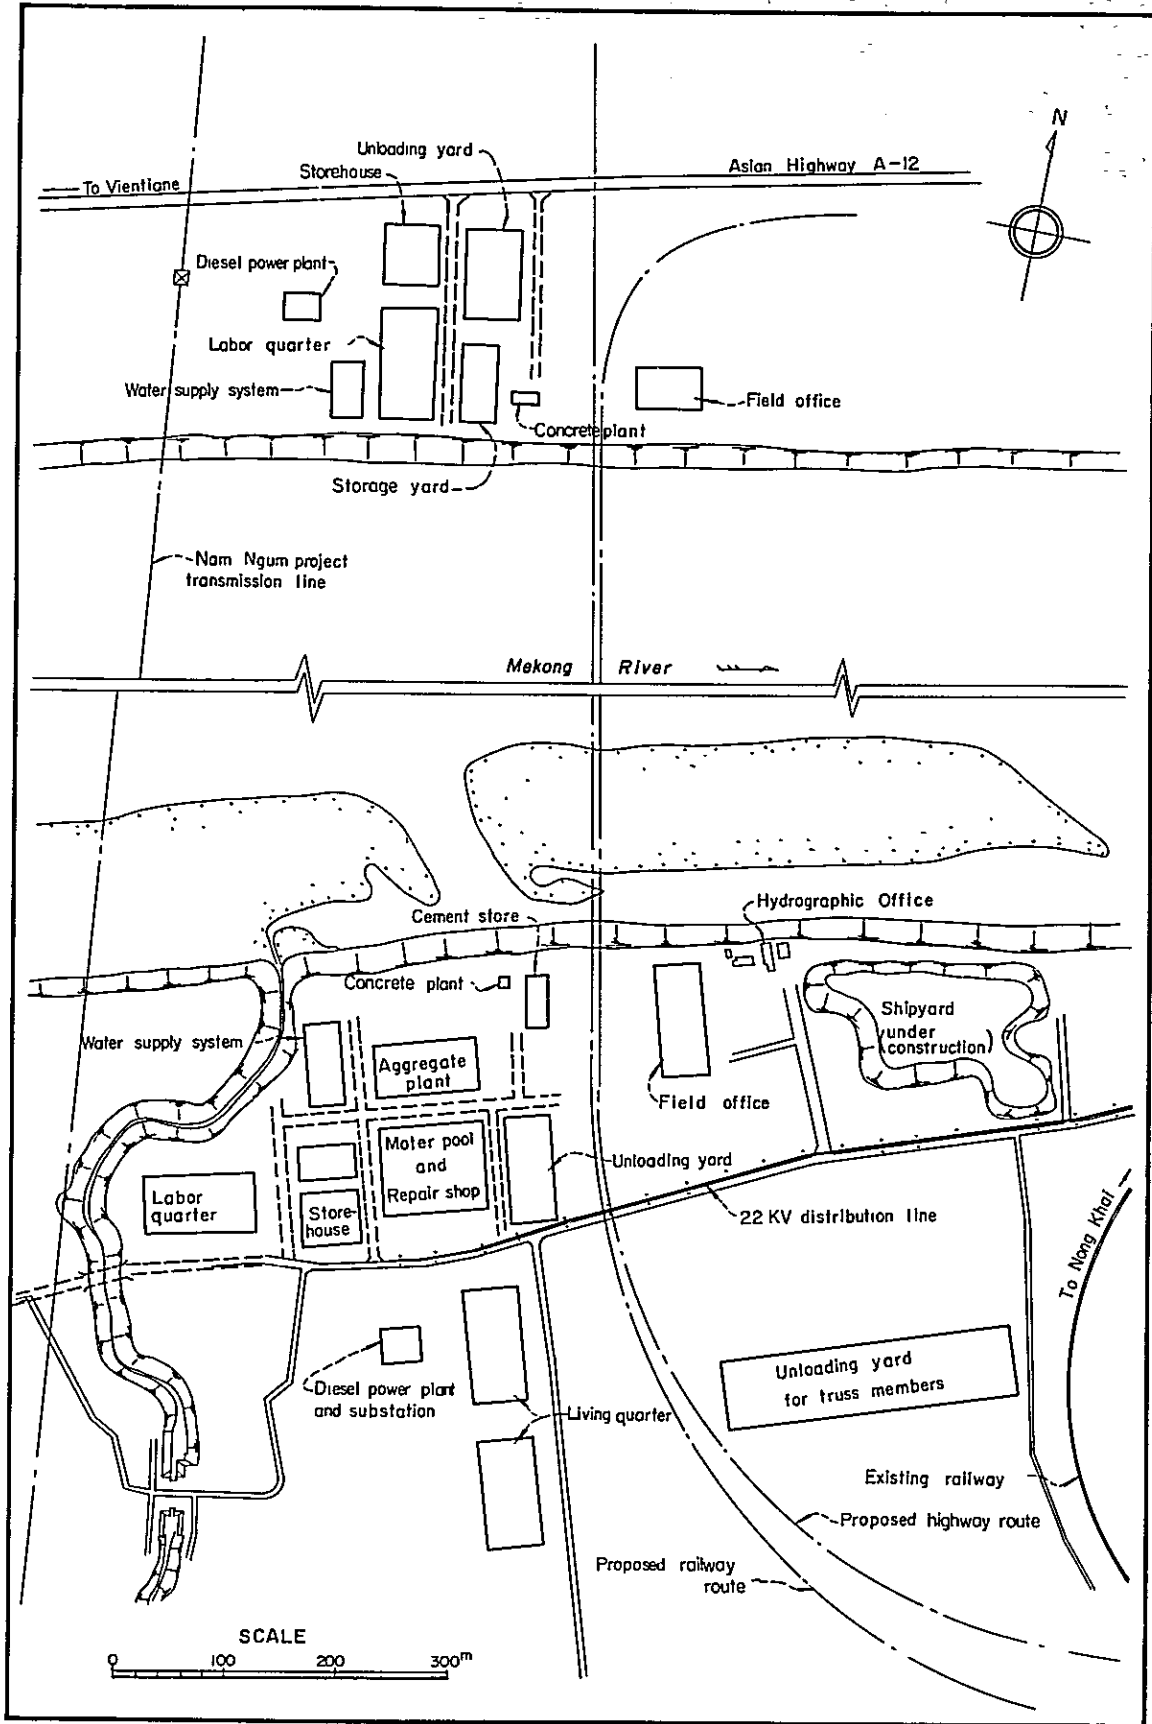 N
Unloading yard
Storehouse
Asian Highway A-12
To Vientiane
Diesel power plant
Labor quarter
Water supply system
Field office
Concrete plant
Storage yard
Nam Ngum project
transmission line
Mekong River
Hydrographic Office
Cement store
Concrete plant
Shipyard
(under
construction)
Water supply system
Aggregate
plant
Field office
Moter pool
and
Repair shop
Unloading yard
Labor
quarter
Store-
house
22 KV distribution line
To Nong Khai
Unloading yard
for truss members
Diesel power plant
and substation
Living quarter
Existing railway
Proposed highway route
Proposed railway
route
SCALE
0 100 200 300m